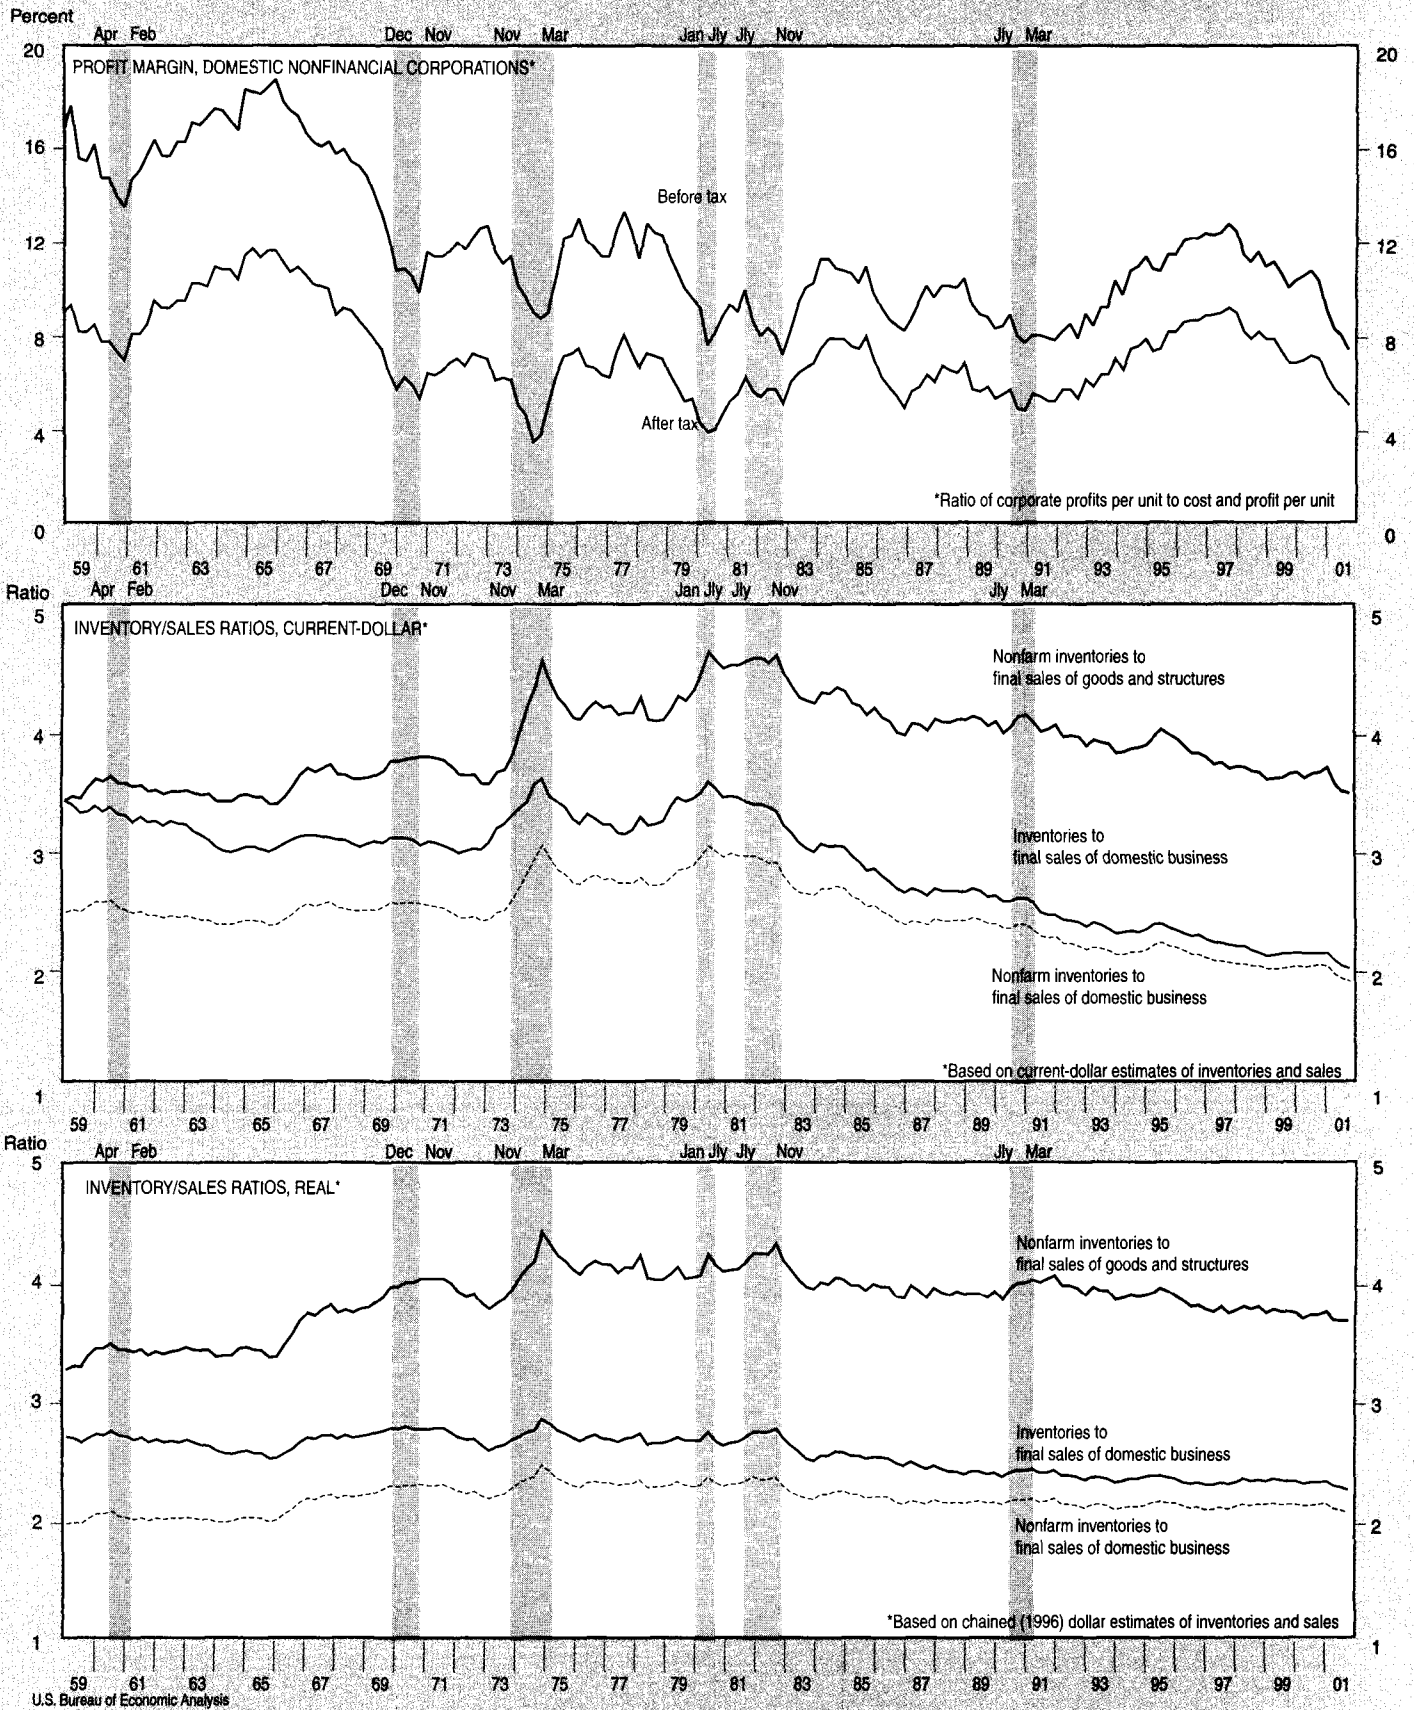 Percent
Apr Feb Dec Nov Nov Mar Jan Jly Jly Nov Jly Mar
20 20
PROFIT MARGIN, DOMESTIC NONFINANCIAL CORPORATIONS*
16 16
Before tax
12 12
8 8
After tax
4 4
*Ratio of corporate profits per unit to cost and profit per unit
0 0
59 61 63 65 67 69 71 73 75 77 79 81 83 85 87 89 91 93 95 97 99 01
Ratio Apr Feb Dec Nov Nov Mar Jan Jly Jly Nov Jly Mar
5 5
INVENTORY/SALES RATIOS, CURRENT-DOLLAR*
Nonfarm inventories to
final sales of goods and structures
4 4
Inventories to
final sales of domestic business
3 3
2 2
Nonfarm inventories to
final sales of domestic business
*Based on current-dollar estimates of inventories and sales
1 1
59 61 63 65 67 69 71 73 75 77 79 81 83 85 87 89 91 93 95 97 99 01
Ratio
Apr Feb Dec Nov Nov Mar Jan Jly Jly Nov Jly Mar
5 5
INVENTORY/SALES RATIOS, REAL*
Nonfarm inventories to
final sales of goods and structures
4 4
3 3
Inventories to
final sales of domestic business
2 2
Nonfarm inventories to
final sales of domestic business
*Based on chained (1996) dollar estimates of inventories and sales
1 1
59 61 63 65 67 69 71 73 75 77 79 81 83 85 87 89 91 93 95 97 99 01
U.S. Bureau of Economic Analysis